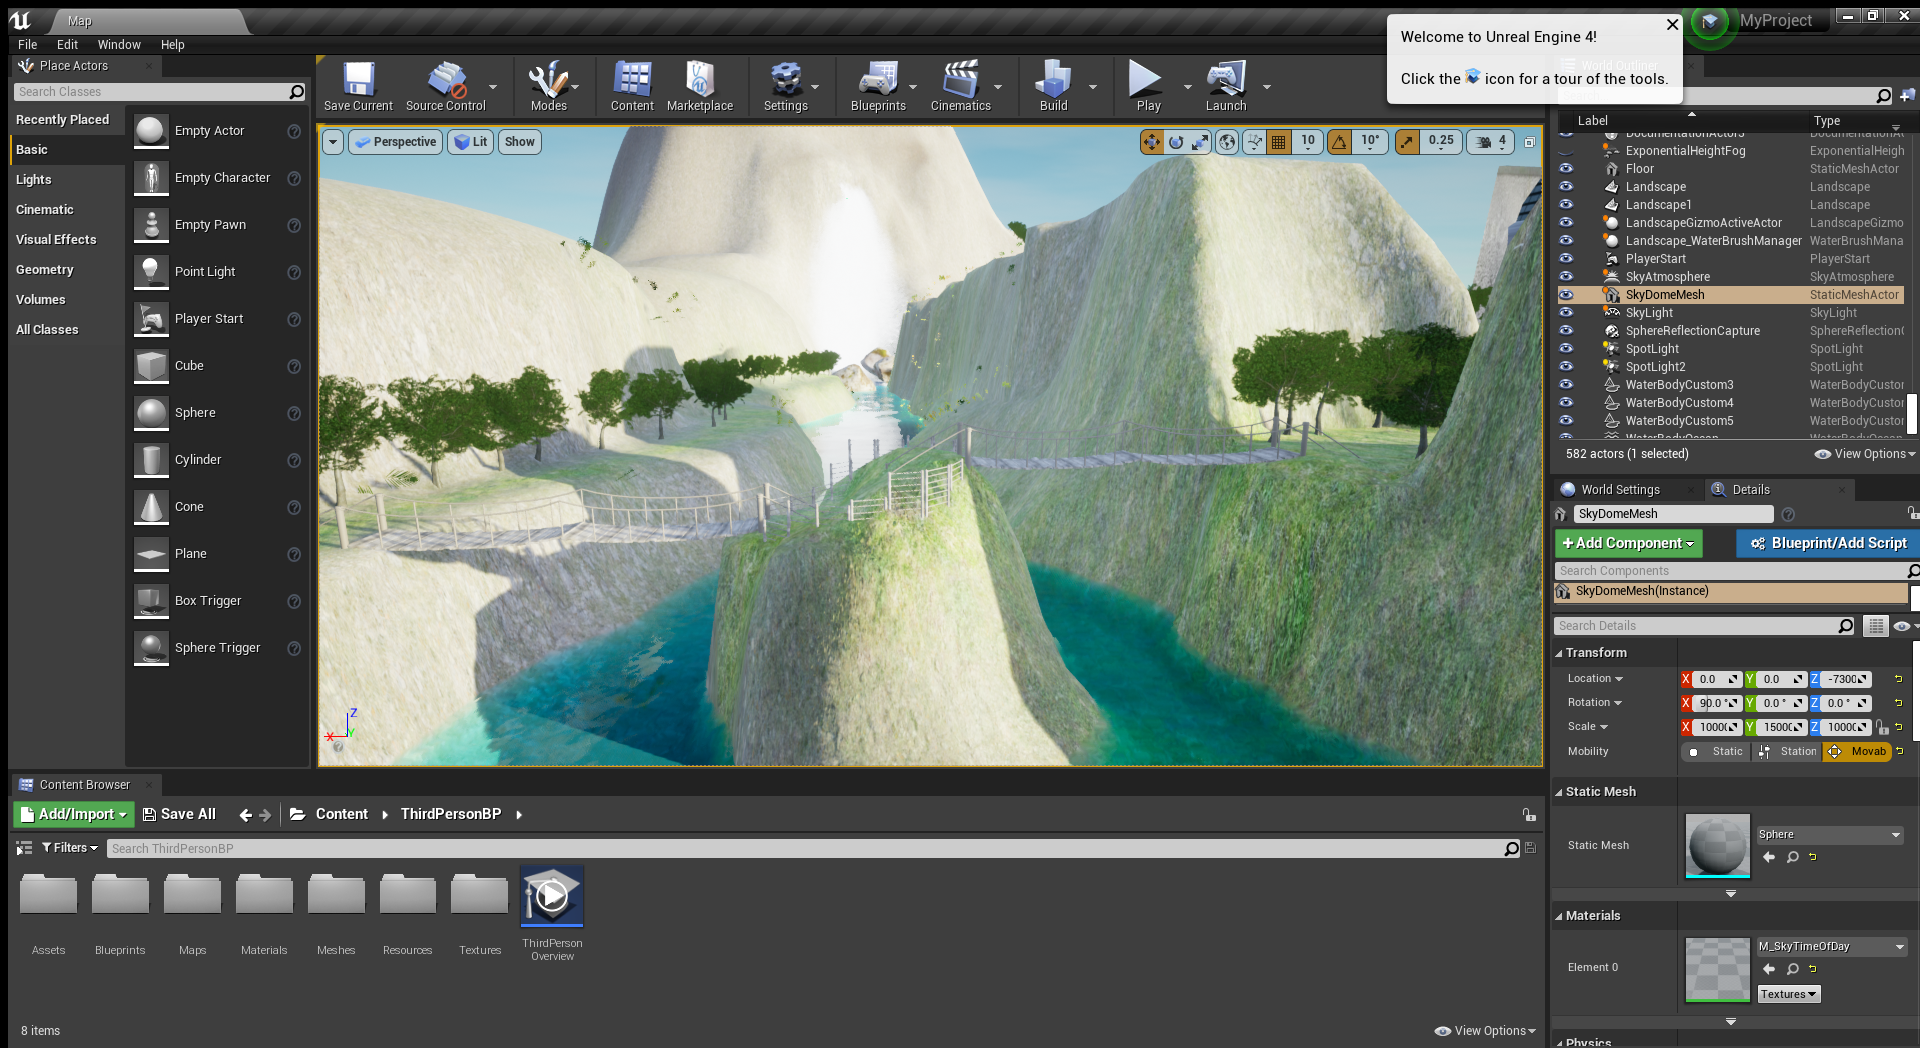 Map
MyProject
File Edit Window Help
Welcome to Unreal Engine 4!
Click the icon for a tour of the tools.
Place Actors
Search Classes
Recently Placed
Basic
Lights
Cinematic
Visual Effects
Geometry
Volumes
All Classes
Empty Actor
Empty Character
Empty Pawn
Point Light
Player Start
Cube
Sphere
Cylinder
Cone
Plane
Box Trigger
Sphere Trigger
Save Current Source Control Modes Content Marketplace Settings Blueprints Cinematics Build Play Launch
Perspective Lit Show 10 10° 0.25 4
X Z Y
World Outliner
Label Type
DocumentationActor5 DocumentationA
ExponentialHeightFog ExponentialHeigh
Floor StaticMeshActor
Landscape Landscape
Landscape1 Landscape
LandscapeGizmoActiveActor LandscapeGizmo
Landscape_WaterBrushManager WaterBrushMana
PlayerStart PlayerStart
SkyAtmosphere SkyAtmosphere
SkyDomeMesh StaticMeshActor
SkyLight SkyLight
SphereReflectionCapture SphereReflection
SpotLight SpotLight
SpotLight2 SpotLight
WaterBodyCustom3 WaterBodyCustor
WaterBodyCustom4 WaterBodyCustor
WaterBodyCustom5 WaterBodyCustor
WaterBodyOcean WaterBodyOcean
582 actors (1 selected) View Options
World Settings Details
SkyDomeMesh
+Add Component Blueprint/Add Script
Search Components
SkyDomeMesh(Instance)
Search Details
Transform
Location X 0.0 Y 0.0 Z -7300
Rotation X 90.0 ° Y 0.0 ° Z 0.0 °
Scale X 1000 Y 1500 Z 1000
Mobility Static Station Movab
Static Mesh
Static Mesh Sphere
Materials
Element 0 M_SkyTimeOfDay
Textures
Physics
Content Browser
Add/Import Save All Content ThirdPersonBP
Filters Search ThirdPersonBP
Assets Blueprints Maps Materials Meshes Resources Textures ThirdPerson
Overview
8 items View Options